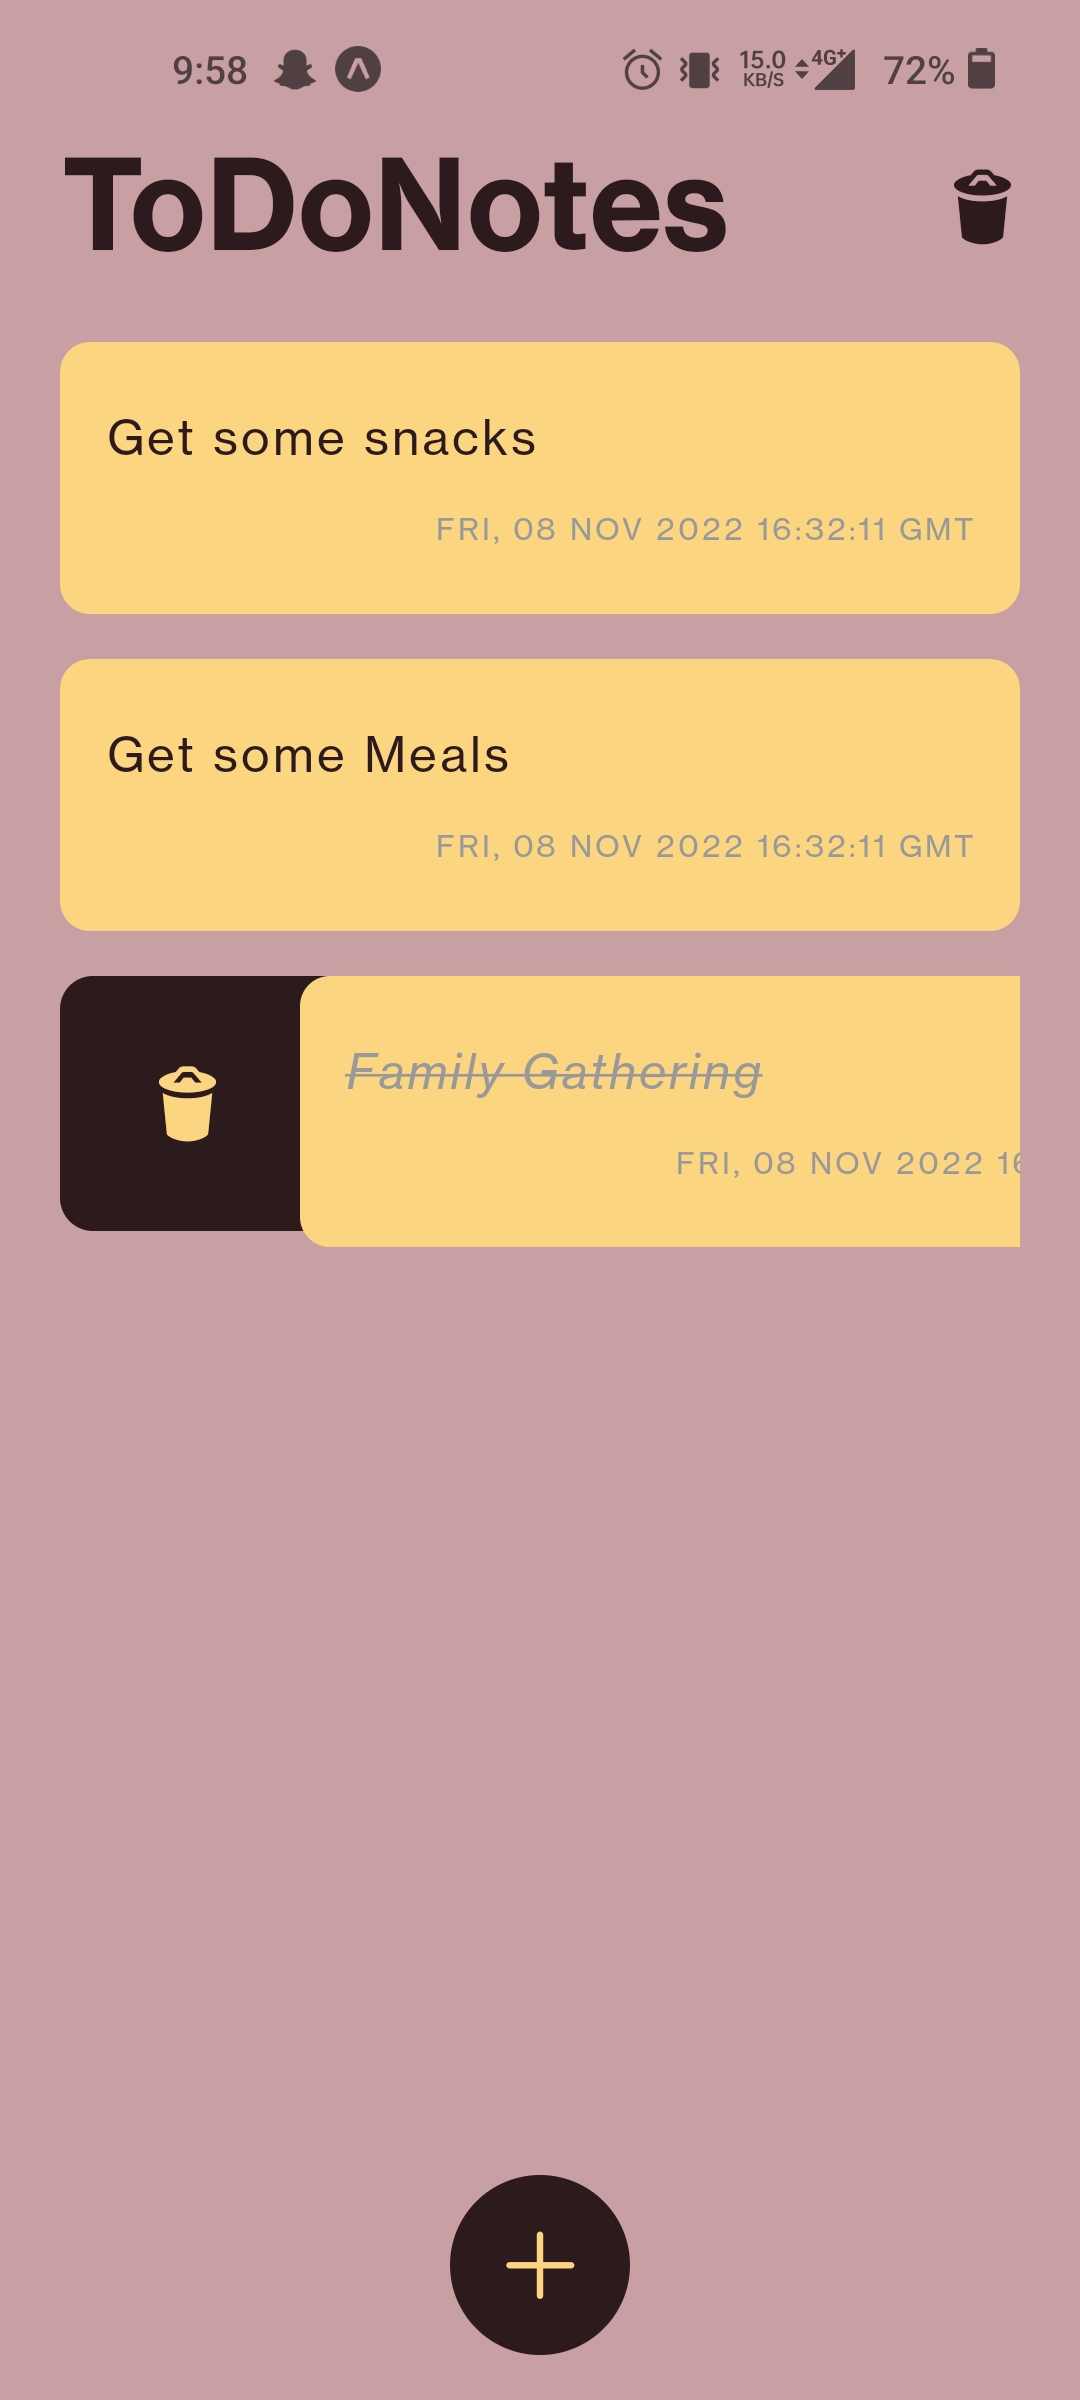 9:58 15.0 KB/S 4G+ 72%
ToDoNotes
Get some snacks
FRI, 08 NOV 2022 16:32:11 GMT
Get some Meals
FRI, 08 NOV 2022 16:32:11 GMT
Family Gathering
FRI, 08 NOV 2022 16